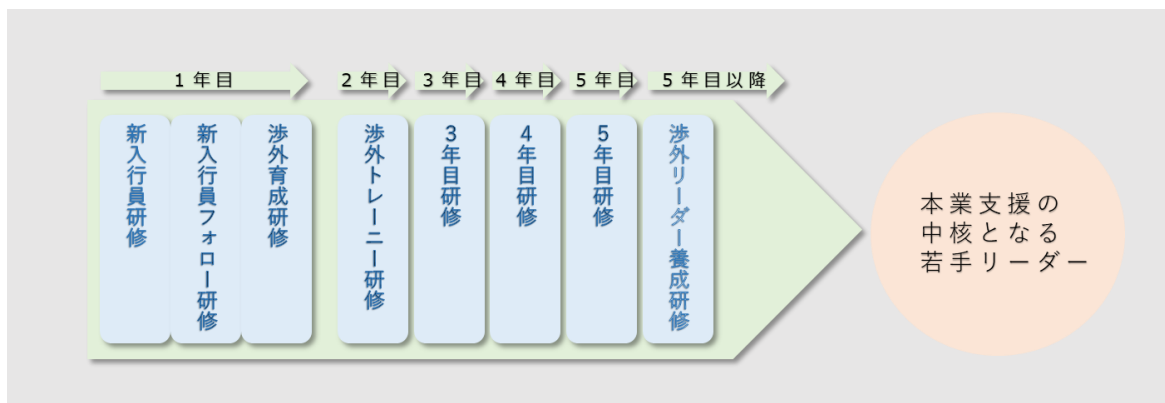 1年目
2年目
3年目
4年目
5年目
5年目以降
新入行員研修
新入行員フォロー研修
渉外育成研修
渉外トレーニー研修
3年目研修
4年目研修
5年目研修
渉外リーダー養成研修
本業支援の
中核となる
若手リーダー